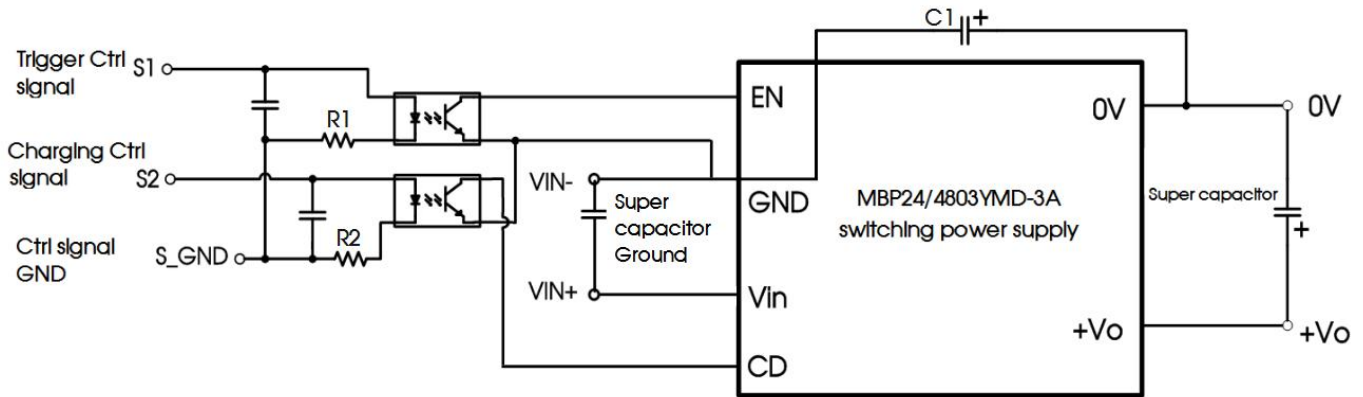 C1 +
Trigger Ctrl
signal
S1
EN
0V
0V
R1
Charging Ctrl
signal
S2
VIN-
GND
Super
capacitor
Ground
MBP24/4803YMD-3A
switching power supply
Super capacitor
+
R2
Ctrl signal
GND
S_GND
VIN+
Vin
+Vo
+Vo
CD